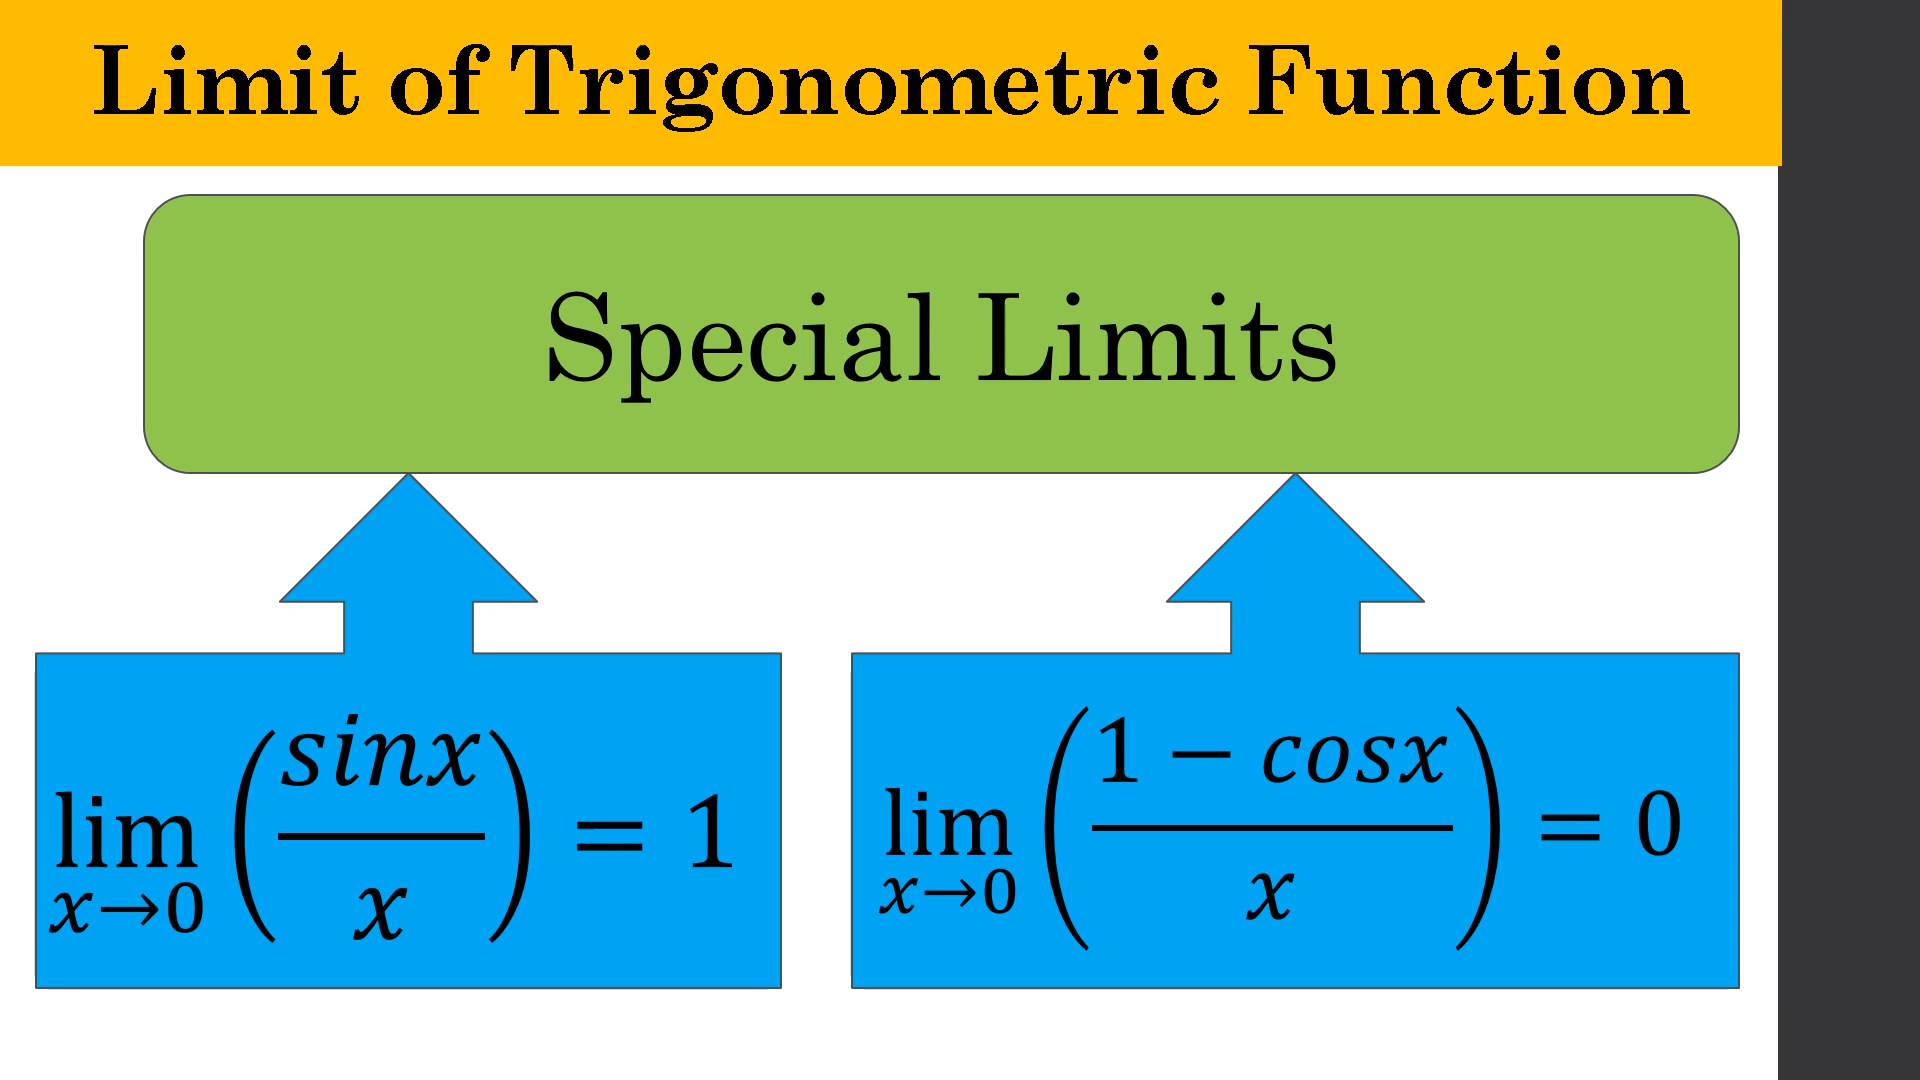 Limit of Trigonometric Function
Special Limits
lim x→0 (sinx / x) = 1
lim x→0 (1 − cosx / x) = 0